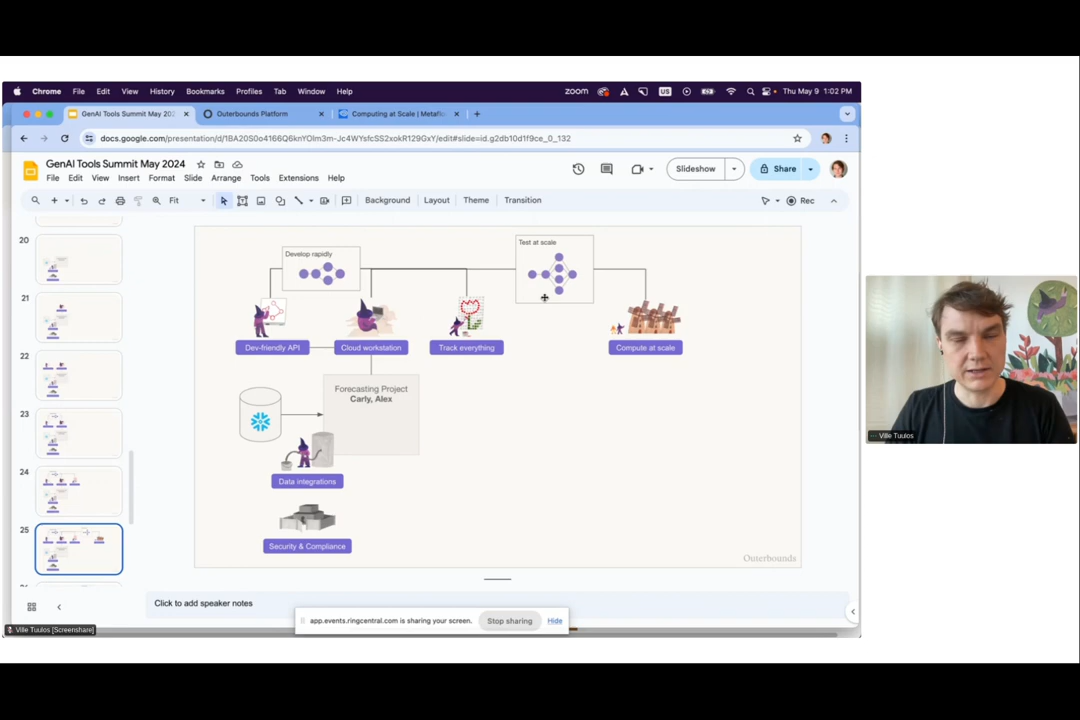 Chrome File Edit View History Bookmarks Profiles Tab Window Help zoom US Thu May 9 1:02 PM
GenAI Tools Summit May 202 Outerbounds Platform Computing at Scale | Metaflo
docs.google.com/presentation/d/1BA20S0o4166Q6knYOlm3m-Jc4WYsfcSS2xokR129GxY/edit#slide=id.g2db10d1f9ce_0_132
GenAI Tools Summit May 2024
File Edit View Insert Format Slide Arrange Tools Extensions Help
Slideshow
Share
Fit
Background Layout Theme Transition
Rec
20
21
22
23
24
25
Develop rapidly
Test at scale
Dev-friendly API
Cloud workstation
Track everything
Compute at scale
Forecasting Project
Carly, Alex
Data integrations
Security & Compliance
Outerbounds
Click to add speaker notes
app.events.ringcentral.com is sharing your screen. Stop sharing Hide
Ville Tuulos [Screenshare]
Ville Tuulos